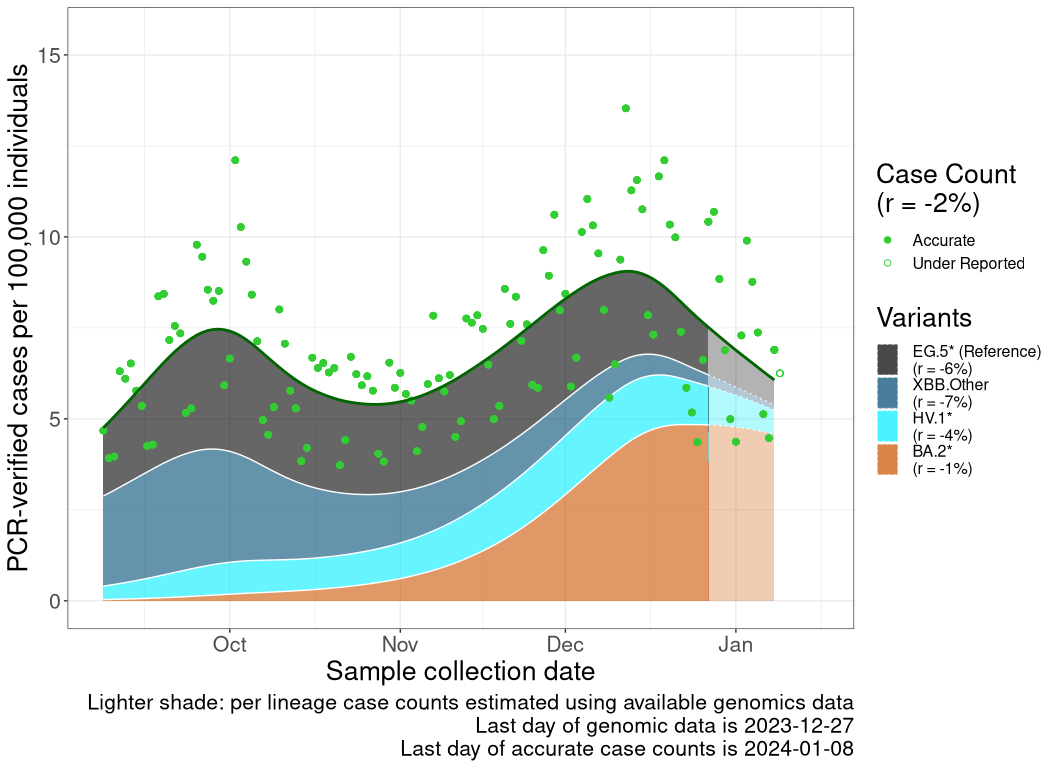 PCR-verified cases per 100,000 individuals
15
10
5
0
Oct
Nov
Dec
Jan
Sample collection date
Lighter shade: per lineage case counts estimated using available genomics data
Last day of genomic data is 2023-12-27
Last day of accurate case counts is 2024-01-08
Case Count
(r = -2%)
Accurate
Under Reported
Variants
EG.5* (Reference)
(r = -6%)
XBB.Other
(r = -7%)
HV.1*
(r = -4%)
BA.2*
(r = -1%)